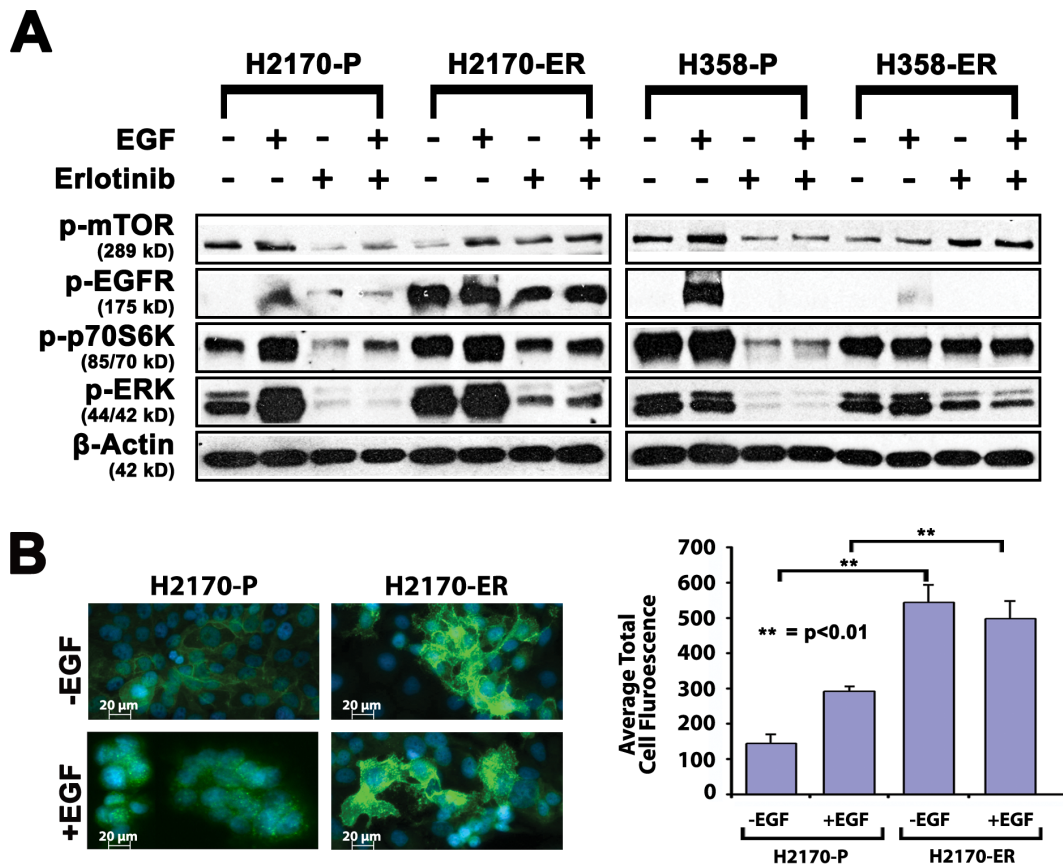 A
H2170-P H2170-ER H358-P H358-ER
EGF - + - + - + - + - + - + - + - +
Erlotinib - - + + - - + + - - + + - - + +
p-mTOR
(289 kD)
p-EGFR
(175 kD)
p-p70S6K
(85/70 kD)
p-ERK
(44/42 kD)
β-Actin
(42 kD)
B
H2170-P H2170-ER
-EGF
20 µm 20 µm
+EGF
20 µm 20 µm
Average Total
Cell Fluroescence
700
600
500
400
300
200
100
0
**
**
** = p<0.01
-EGF +EGF -EGF +EGF
H2170-P H2170-ER